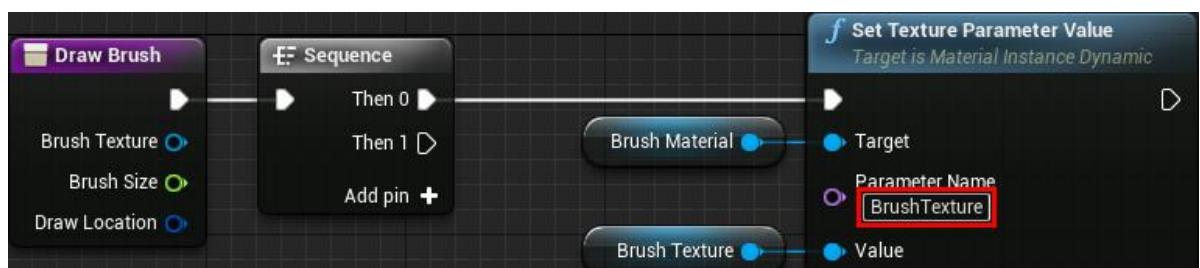 Draw Brush
Brush Texture
Brush Size
Draw Location
Sequence
Then 0
Then 1
Add pin
Brush Material
Brush Texture
f Set Texture Parameter Value
Target is Material Instance Dynamic
Target
Parameter Name
BrushTexture
Value